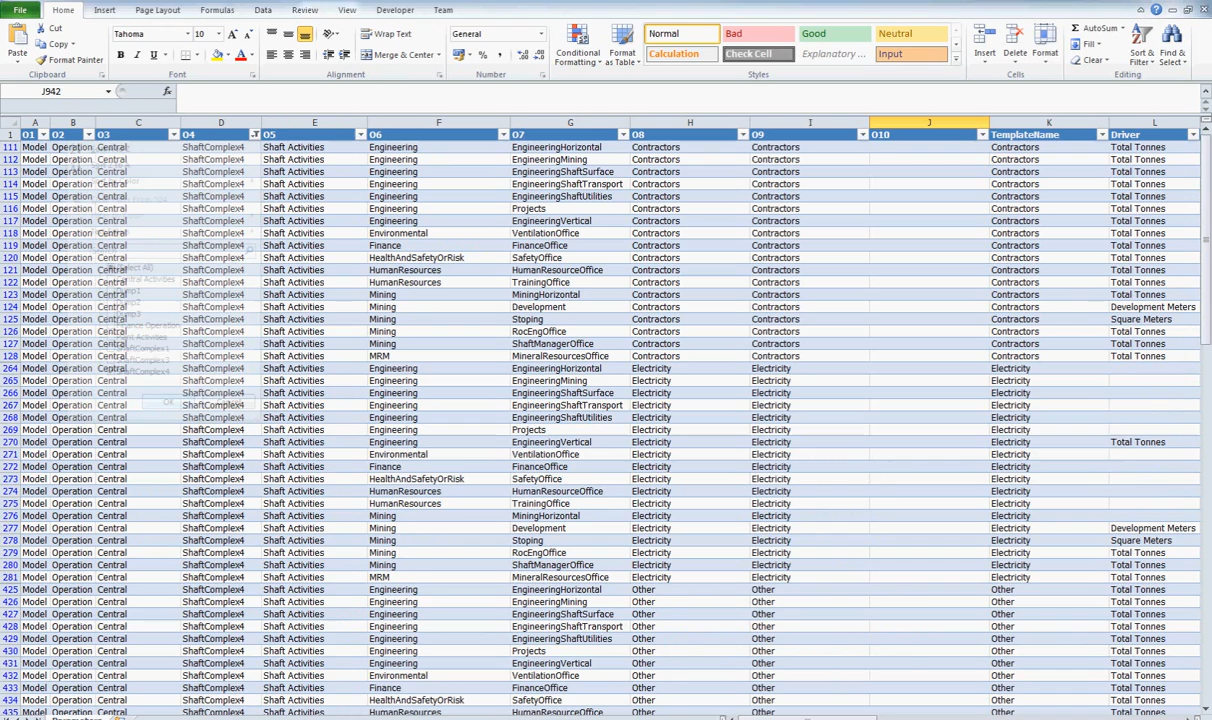 File Home Insert Page Layout Formulas Data Review View Developer Team
Cut Tahoma 10 Wrap Text General Normal Bad Good Neutral AutoSum
Copy Fill
Paste Format Painter B I U Merge & Center % Conditional Formatting Format as Table Calculation Check Cell Explanatory ... Input Insert Delete Format Clear Sort & Filter Find & Select
Clipboard Font Alignment Number Styles Cells Editing
J942 fx
A B C D E F G H I J K L
1 01 02 03 04 05 06 07 08 09 010 TemplateName Driver
111 Model Operation Central ShaftComplex4 Shaft Activities Engineering EngineeringHorizontal Contractors Contractors Contractors Total Tonnes
112 Model Operation Central ShaftComplex4 Shaft Activities Engineering EngineeringMining Contractors Contractors Contractors Total Tonnes
113 Model Operation Central ShaftComplex4 Shaft Activities Engineering EngineeringShaftSurface Contractors Contractors Contractors Total Tonnes
114 Model Operation Central ShaftComplex4 Shaft Activities Engineering EngineeringShaftTransport Contractors Contractors Contractors Total Tonnes
115 Model Operation Central ShaftComplex4 Shaft Activities Engineering EngineeringShaftUtilities Contractors Contractors Contractors Total Tonnes
116 Model Operation Central ShaftComplex4 Shaft Activities Engineering Projects Contractors Contractors Contractors Total Tonnes
117 Model Operation Central ShaftComplex4 Shaft Activities Engineering EngineeringVertical Contractors Contractors Contractors Total Tonnes
118 Model Operation Central ShaftComplex4 Shaft Activities Environmental VentilationOffice Contractors Contractors Contractors Total Tonnes
119 Model Operation Central ShaftComplex4 Shaft Activities Finance FinanceOffice Contractors Contractors Contractors Total Tonnes
120 Model Operation Central ShaftComplex4 Shaft Activities HealthAndSafetyOrRisk SafetyOffice Contractors Contractors Contractors Total Tonnes
121 Model Operation Central ShaftComplex4 Shaft Activities HumanResources HumanResourceOffice Contractors Contractors Contractors Total Tonnes
122 Model Operation Central ShaftComplex4 Shaft Activities HumanResources TrainingOffice Contractors Contractors Contractors Total Tonnes
123 Model Operation Central ShaftComplex4 Shaft Activities Mining MiningHorizontal Contractors Contractors Contractors Total Tonnes
124 Model Operation Central ShaftComplex4 Shaft Activities Mining Development Contractors Contractors Contractors Development Meters
125 Model Operation Central ShaftComplex4 Shaft Activities Mining Stoping Contractors Contractors Contractors Square Meters
126 Model Operation Central ShaftComplex4 Shaft Activities Mining RocEngOffice Contractors Contractors Contractors Total Tonnes
127 Model Operation Central ShaftComplex4 Shaft Activities Mining ShaftManagerOffice Contractors Contractors Contractors Total Tonnes
128 Model Operation Central ShaftComplex4 Shaft Activities MRM MineralResourcesOffice Contractors Contractors Contractors Total Tonnes
264 Model Operation Central ShaftComplex4 Shaft Activities Engineering EngineeringHorizontal Electricity Electricity Electricity
265 Model Operation Central ShaftComplex4 Shaft Activities Engineering EngineeringMining Electricity Electricity Electricity
266 Model Operation Central ShaftComplex4 Shaft Activities Engineering EngineeringShaftSurface Electricity Electricity Electricity
267 Model Operation Central ShaftComplex4 Shaft Activities Engineering EngineeringShaftTransport Electricity Electricity Electricity
268 Model Operation Central ShaftComplex4 Shaft Activities Engineering EngineeringShaftUtilities Electricity Electricity Electricity
269 Model Operation Central ShaftComplex4 Shaft Activities Engineering Projects Electricity Electricity Electricity
270 Model Operation Central ShaftComplex4 Shaft Activities Engineering EngineeringVertical Electricity Electricity Electricity Total Tonnes
271 Model Operation Central ShaftComplex4 Shaft Activities Environmental VentilationOffice Electricity Electricity Electricity
272 Model Operation Central ShaftComplex4 Shaft Activities Finance FinanceOffice Electricity Electricity Electricity
273 Model Operation Central ShaftComplex4 Shaft Activities HealthAndSafetyOrRisk SafetyOffice Electricity Electricity Electricity
274 Model Operation Central ShaftComplex4 Shaft Activities HumanResources HumanResourceOffice Electricity Electricity Electricity
275 Model Operation Central ShaftComplex4 Shaft Activities HumanResources TrainingOffice Electricity Electricity Electricity
276 Model Operation Central ShaftComplex4 Shaft Activities Mining MiningHorizontal Electricity Electricity Electricity
277 Model Operation Central ShaftComplex4 Shaft Activities Mining Development Electricity Electricity Electricity Development Meters
278 Model Operation Central ShaftComplex4 Shaft Activities Mining Stoping Electricity Electricity Electricity Square Meters
279 Model Operation Central ShaftComplex4 Shaft Activities Mining RocEngOffice Electricity Electricity Electricity Total Tonnes
280 Model Operation Central ShaftComplex4 Shaft Activities Mining ShaftManagerOffice Electricity Electricity Electricity Total Tonnes
281 Model Operation Central ShaftComplex4 Shaft Activities MRM MineralResourcesOffice Electricity Electricity Electricity Total Tonnes
425 Model Operation Central ShaftComplex4 Shaft Activities Engineering EngineeringHorizontal Other Other Other Total Tonnes
426 Model Operation Central ShaftComplex4 Shaft Activities Engineering EngineeringMining Other Other Other Total Tonnes
427 Model Operation Central ShaftComplex4 Shaft Activities Engineering EngineeringShaftSurface Other Other Other Total Tonnes
428 Model Operation Central ShaftComplex4 Shaft Activities Engineering EngineeringShaftTransport Other Other Other Total Tonnes
429 Model Operation Central ShaftComplex4 Shaft Activities Engineering EngineeringShaftUtilities Other Other Other Total Tonnes
430 Model Operation Central ShaftComplex4 Shaft Activities Engineering Projects Other Other Other Total Tonnes
431 Model Operation Central ShaftComplex4 Shaft Activities Engineering EngineeringVertical Other Other Other Total Tonnes
432 Model Operation Central ShaftComplex4 Shaft Activities Environmental VentilationOffice Other Other Other Total Tonnes
433 Model Operation Central ShaftComplex4 Shaft Activities Finance FinanceOffice Other Other Other Total Tonnes
434 Model Operation Central ShaftComplex4 Shaft Activities HealthAndSafetyOrRisk SafetyOffice Other Other Other Total Tonnes
435 Model Operation Central ShaftComplex4 Shaft Activities HumanResources HumanResourceOffice Other Other Other Total Tonnes
Parameters